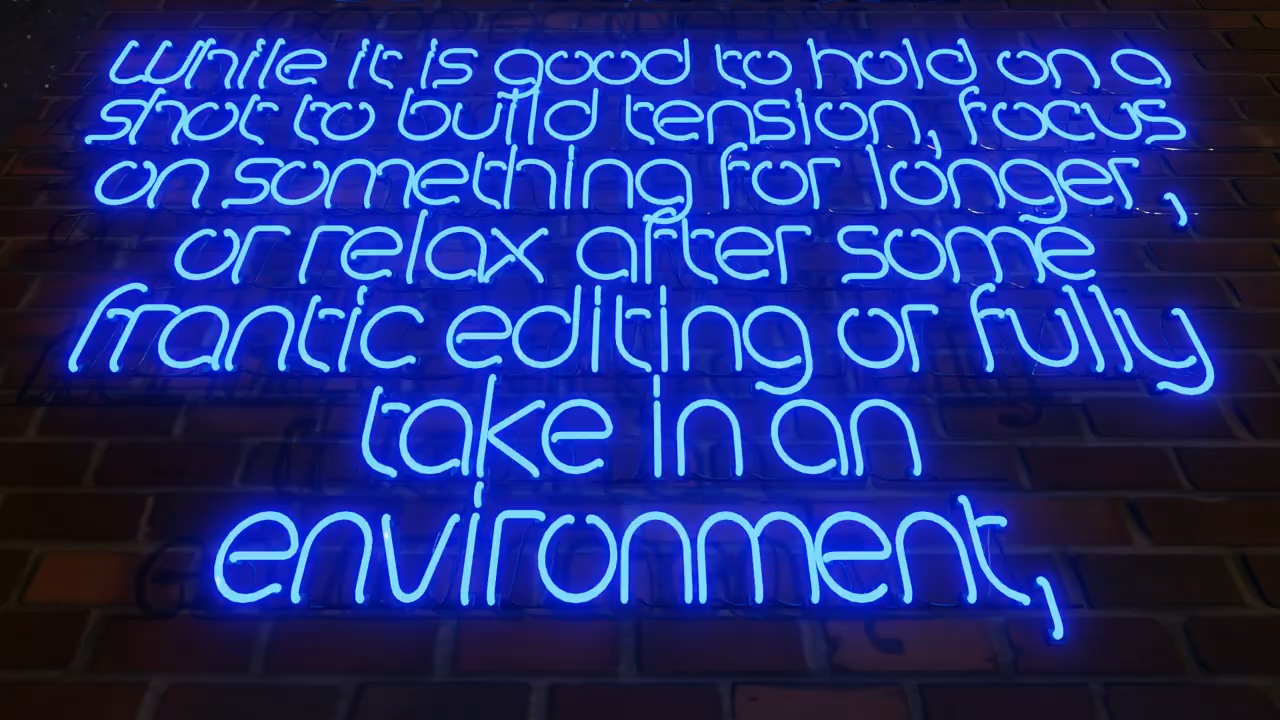 While it is good to hold on a
shot to build tension, focus
on something for longer ,
or relax after some
frantic editing or fully
take in an
environment,